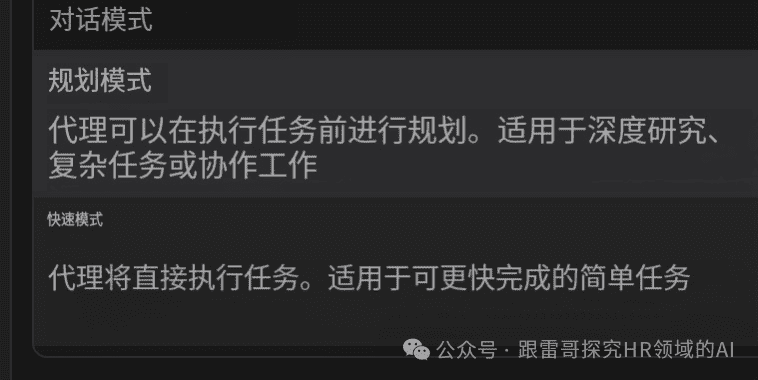 对话模式
规划模式
代理可以在执行任务前进行规划。适用于深度研究、
复杂任务或协作工作
快速模式
代理将直接执行任务。适用于可更快完成的简单任务
公众号 · 跟雷哥探究HR领域的AI